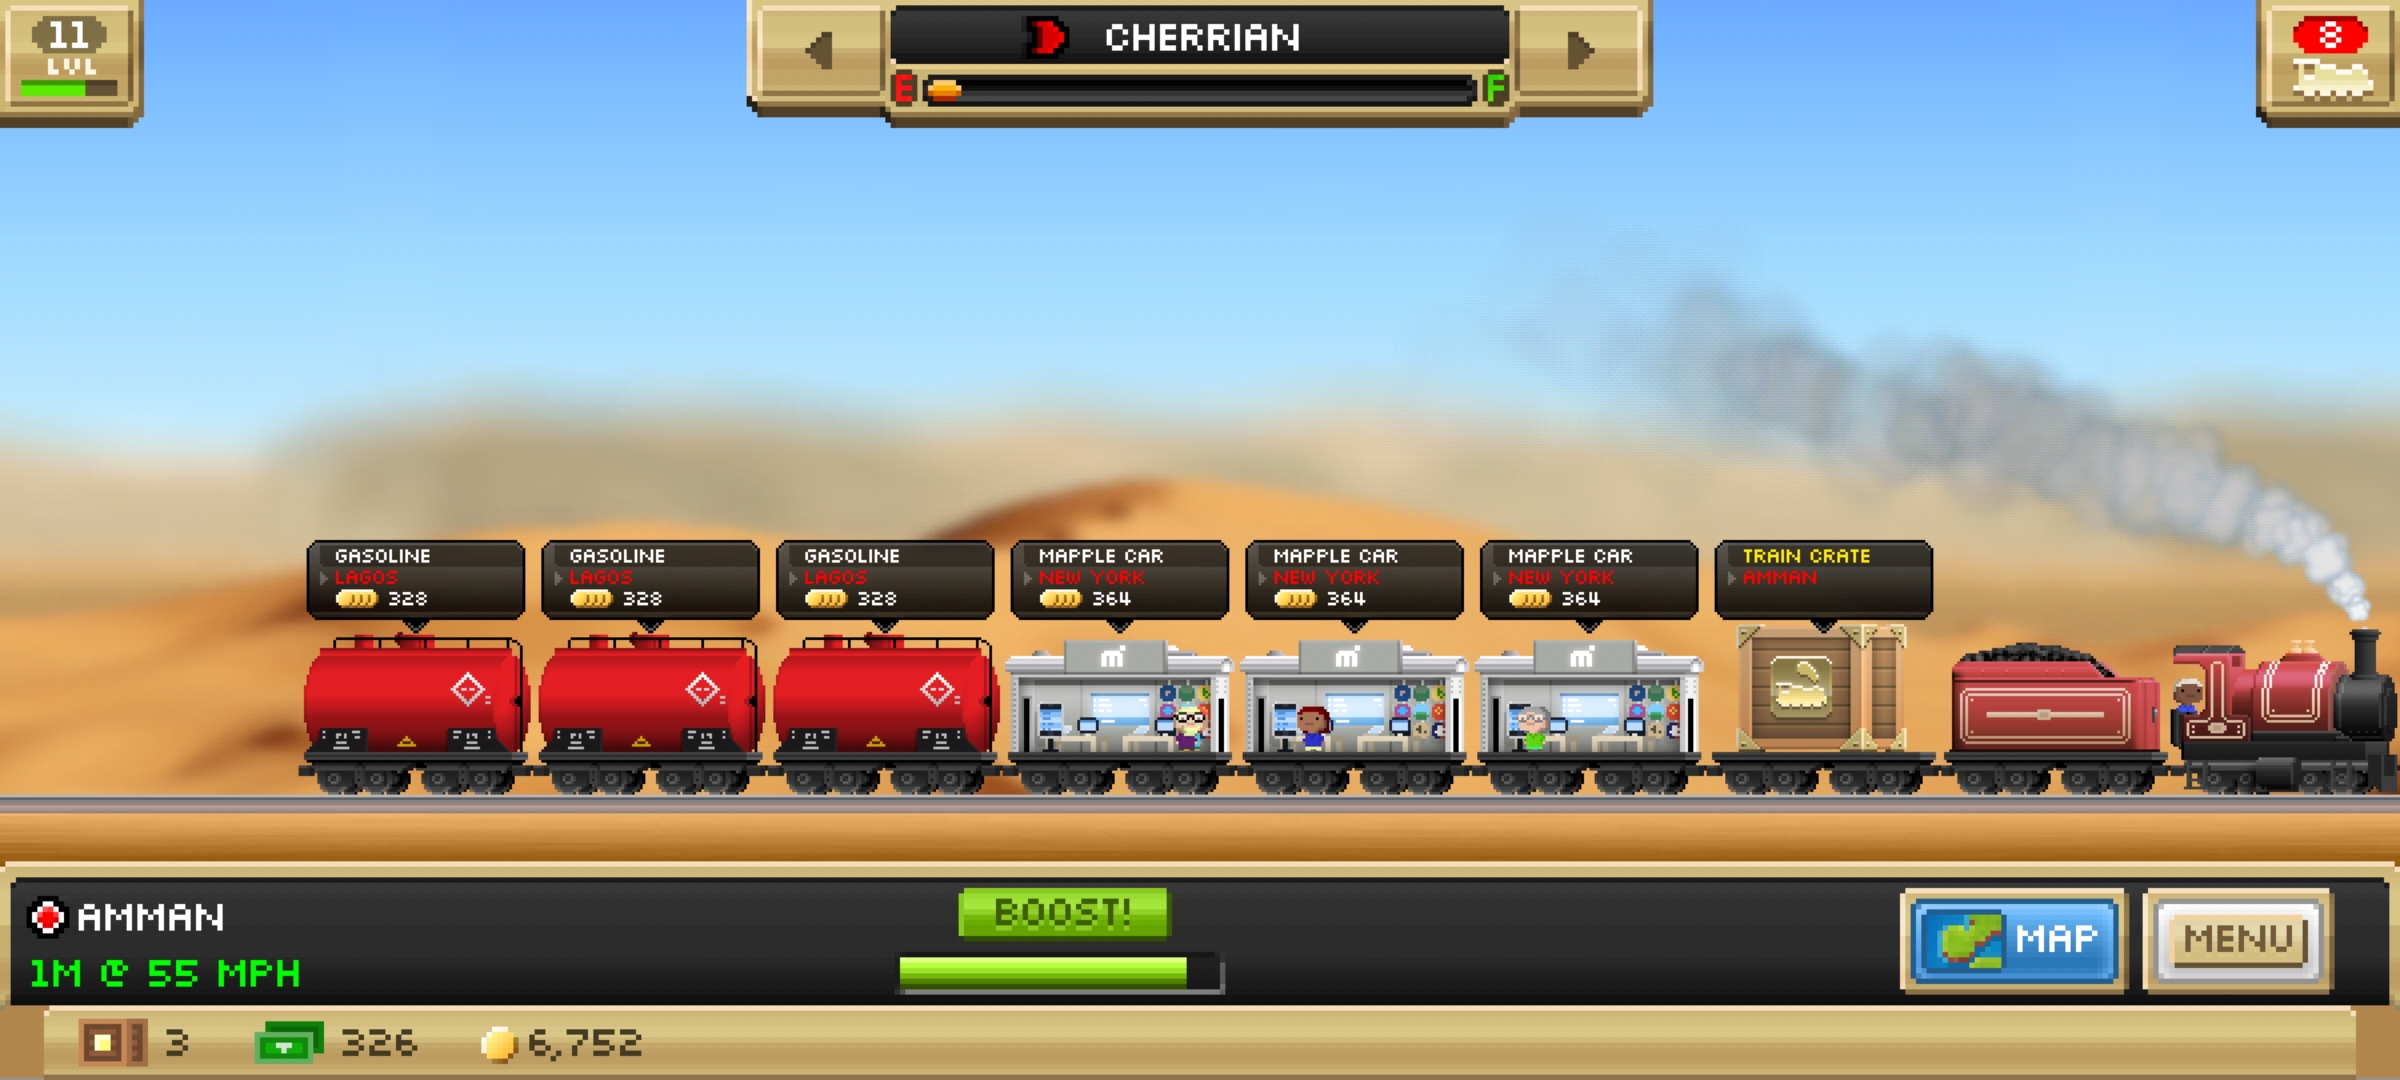 11
LVL
CHERRIAN
E F
8
GASOLINE
LAGOS
328
GASOLINE
LAGOS
328
GASOLINE
LAGOS
328
MAPPLE CAR
NEW YORK
364
MAPPLE CAR
NEW YORK
364
MAPPLE CAR
NEW YORK
364
TRAIN CRATE
AMMAN
m
m
m
AMMAN
1M @ 55 MPH
BOOST!
MAP
MENU
3
326
6,752